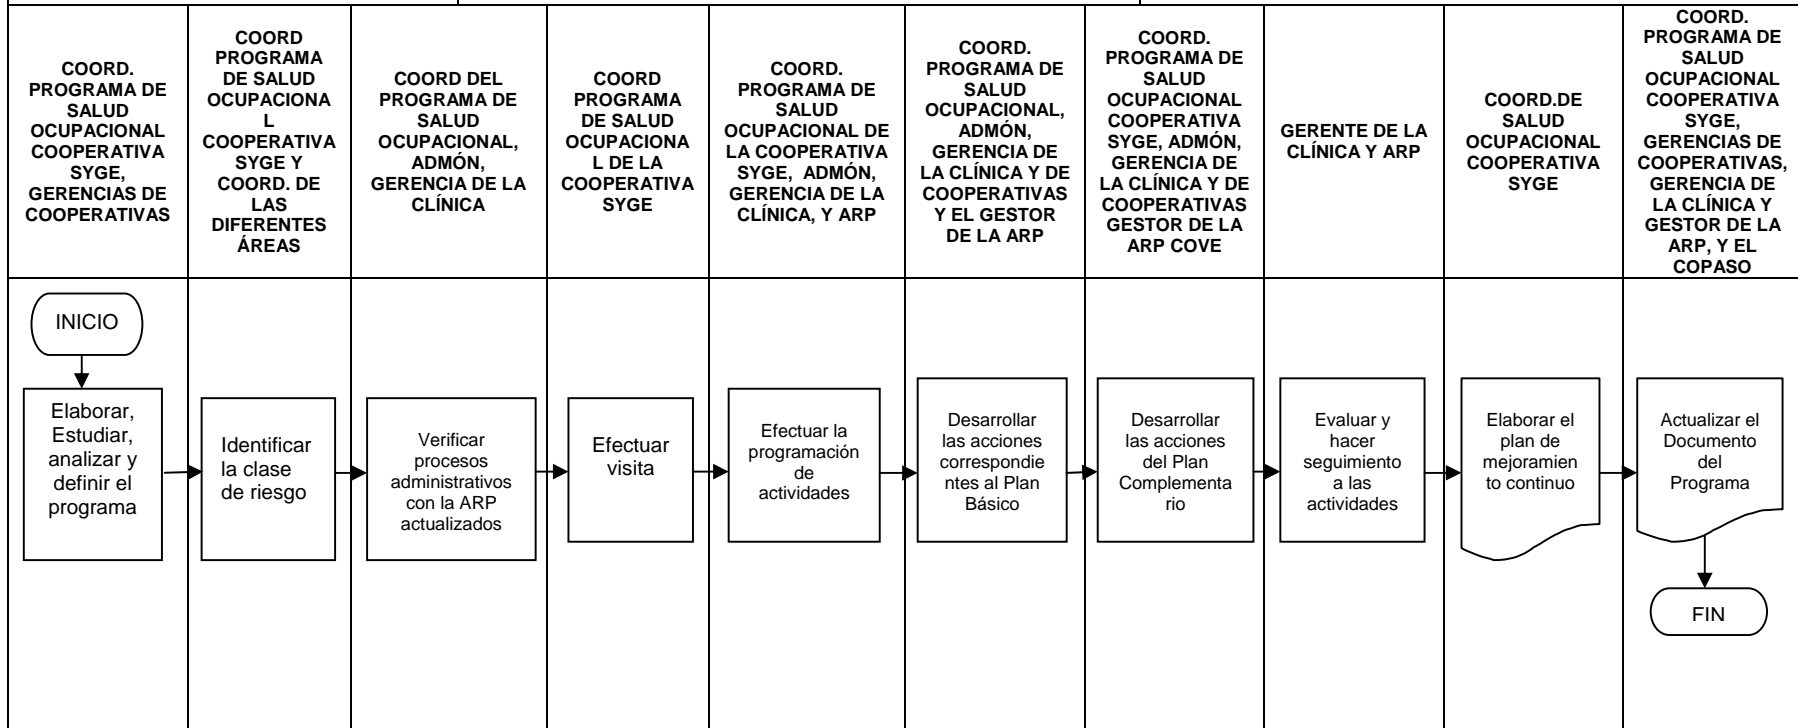 COORD.
PROGRAMA DE
SALUD
OCUPACIONAL
COOPERATIVA
SYGE,
GERENCIAS DE
COOPERATIVAS
COORD
PROGRAMA
DE SALUD
OCUPACIONA
L
COOPERATIVA
SYGE Y
COORD. DE
LAS
DIFERENTES
ÁREAS
COORD DEL
PROGRAMA DE
SALUD
OCUPACIONAL,
ADMÓN,
GERENCIA DE LA
CLÍNICA
COORD
PROGRAMA
DE SALUD
OCUPACIONA
L DE LA
COOPERATIVA
SYGE
COORD.
PROGRAMA DE
SALUD
OCUPACIONAL DE
LA COOPERATIVA
SYGE, ADMÓN,
GERENCIA DE LA
CLÍNICA, Y ARP
COORD.
PROGRAMA DE
SALUD
OCUPACIONAL,
ADMÓN,
GERENCIA DE
LA CLÍNICA Y DE
COOPERATIVAS
Y EL GESTOR
DE LA ARP
COORD.
PROGRAMA DE
SALUD
OCUPACIONAL
COOPERATIVA
SYGE, ADMÓN,
GERENCIA DE
LA CLÍNICA Y DE
COOPERATIVAS
GESTOR DE LA
ARP COVE
GERENTE DE LA
CLÍNICA Y ARP
COORD.DE
SALUD
OCUPACIONAL
COOPERATIVA
SYGE
COORD.
PROGRAMA DE
SALUD
OCUPACIONAL
COOPERATIVA
SYGE,
GERENCIAS DE
COOPERATIVAS,
GERENCIA DE
LA CLÍNICA Y
GESTOR DE LA
ARP, Y EL
COPASO
INICIO
Elaborar,
Estudiar,
analizar y
definir el
programa
Identificar
la clase
de riesgo
Verificar
procesos
administrativos
con la ARP
actualizados
Efectuar
visita
Efectuar la
programación
de
actividades
Desarrollar
las acciones
correspondie
ntes al Plan
Básico
Desarrollar
las acciones
del Plan
Complementa
rio
Evaluar y
hacer
seguimiento
a las
actividades
Elaborar el
plan de
mejoramien
to continuo
Actualizar el
Documento
del
Programa
FIN